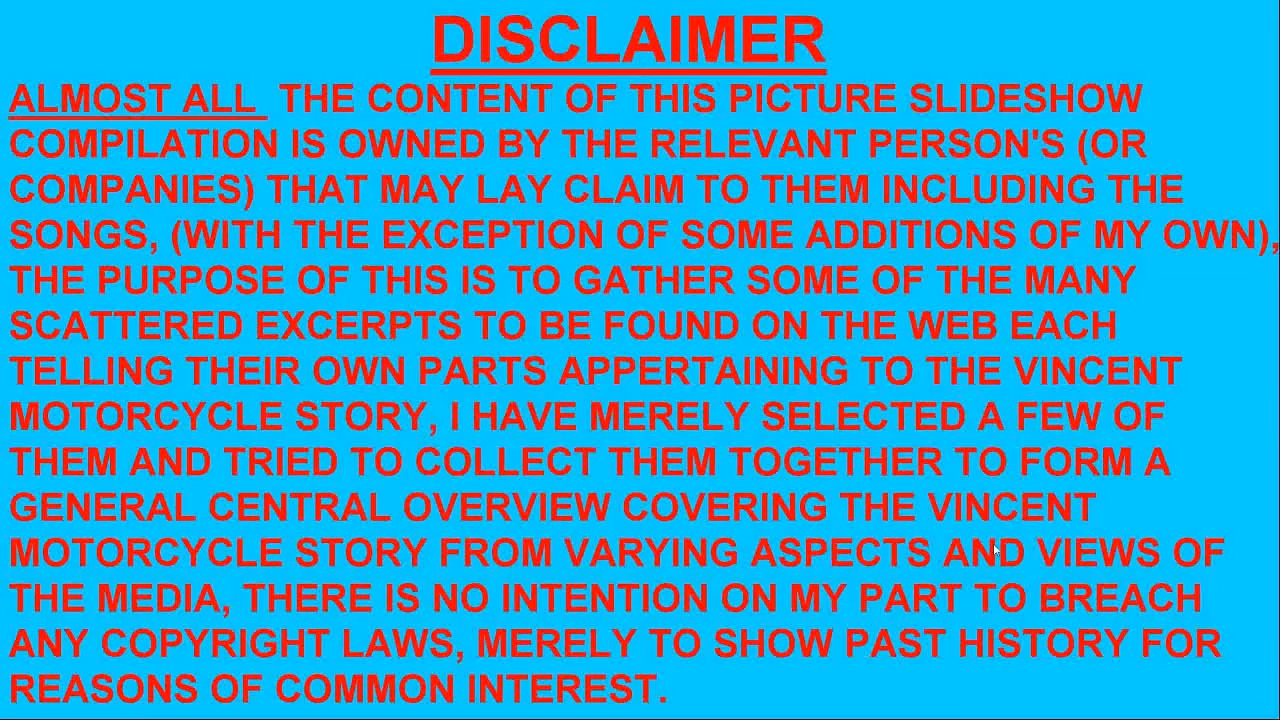 DISCLAIMER
ALMOST ALL THE CONTENT OF THIS PICTURE SLIDESHOW
COMPILATION IS OWNED BY THE RELEVANT PERSON'S (OR
COMPANIES) THAT MAY LAY CLAIM TO THEM INCLUDING THE
SONGS, (WITH THE EXCEPTION OF SOME ADDITIONS OF MY OWN),
THE PURPOSE OF THIS IS TO GATHER SOME OF THE MANY
SCATTERED EXCERPTS TO BE FOUND ON THE WEB EACH
TELLING THEIR OWN PARTS APPERTAINING TO THE VINCENT
MOTORCYCLE STORY, I HAVE MERELY SELECTED A FEW OF
THEM AND TRIED TO COLLECT THEM TOGETHER TO FORM A
GENERAL CENTRAL OVERVIEW COVERING THE VINCENT
MOTORCYCLE STORY FROM VARYING ASPECTS AND VIEWS OF
THE MEDIA, THERE IS NO INTENTION ON MY PART TO BREACH
ANY COPYRIGHT LAWS, MERELY TO SHOW PAST HISTORY FOR
REASONS OF COMMON INTEREST.